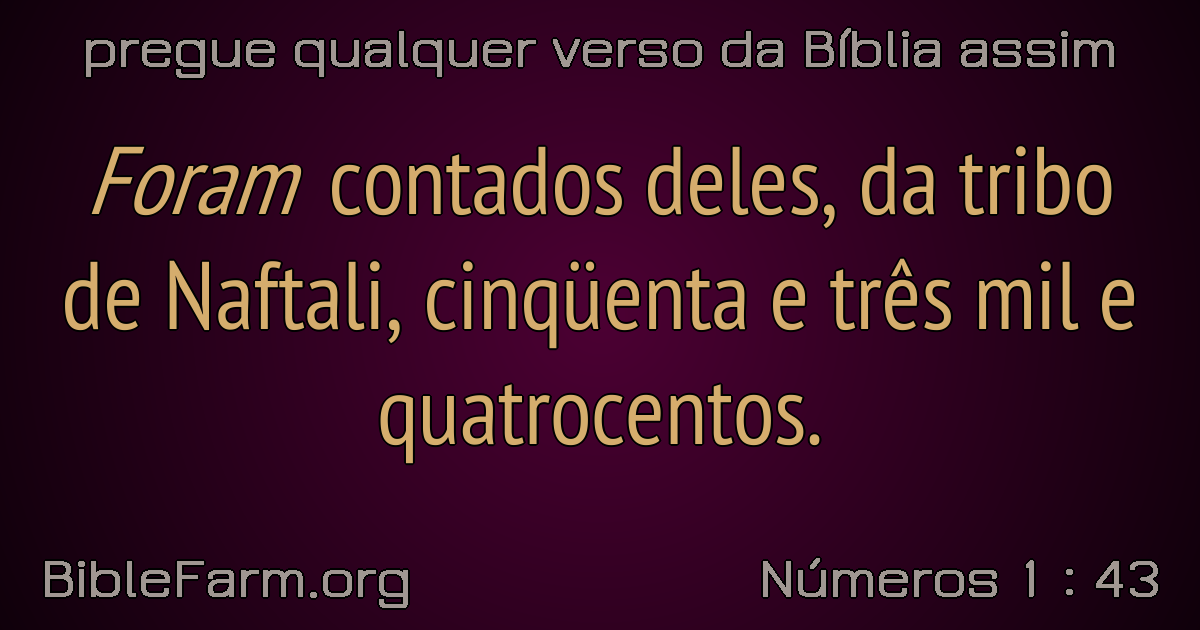 pregue qualquer verso da Bíblia assim
Foram contados deles, da tribo
de Naftali, cinqüenta e três mil e
quatrocentos.
BibleFarm.org
Números 1 : 43